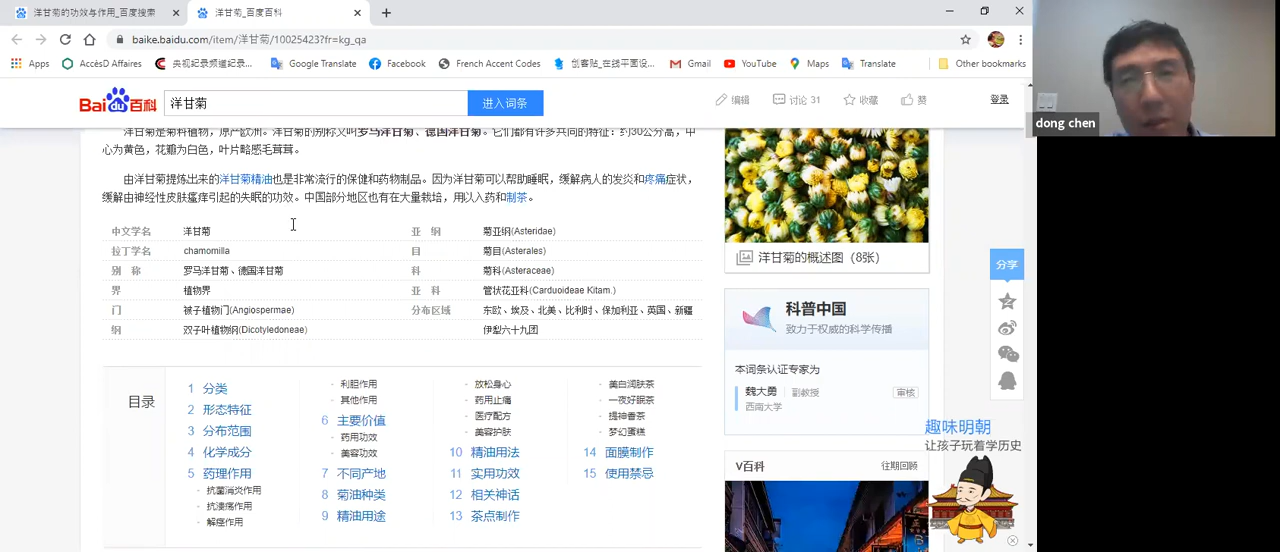 洋甘菊的功效与作用_百度搜索
洋甘菊_百度百科
baike.baidu.com/item/洋甘菊/10025423?fr=kg_qa
Apps
AccèsD Affaires
央视纪录频道纪...
Google Translate
Facebook
French Accent Codes
创客贴_在线平面设...
Gmail
YouTube
Maps
Translate
Other bookmarks
dong chen
Bai du 百科
洋甘菊
进入词条
编辑
讨论 31
收藏
赞
登录
洋甘菊是菊科植物，原产欧洲。洋甘菊的别称又叫罗马洋甘菊、德国洋甘菊。它们都有许多共同的特征：约30公分高，中
心为黄色，花瓣为白色，叶片略感毛茸茸。
由洋甘菊提炼出来的洋甘菊精油也是非常流行的保健和药物制品。因为洋甘菊可以帮助睡眠，缓解病人的发炎和疼痛症状，
缓解由神经性皮肤瘙痒引起的失眠的功效。中国部分地区也有在大量栽培，用以入药和制茶。
中文学名 洋甘菊 亚 纲 菊亚纲(Asteridae)
拉丁学名 chamomilla 目 菊目(Asterales)
别 称 罗马洋甘菊、德国洋甘菊 科 菊科(Asteraceae)
界 植物界 亚 科 管状花亚科(Carduoideae Kitam.)
门 被子植物门(Angiospermae) 分布区域 东欧、埃及、北美、比利时、保加利亚、英国、新疆
纲 双子叶植物纲(Dicotyledoneae) 伊犁六十九团
目录
1 分类
2 形态特征
3 分布范围
4 化学成分
5 药理作用
抗菌消炎作用
抗溃疡作用
解痉作用
利胆作用
其他作用
6 主要价值
药用功效
美容功效
7 不同产地
8 菊油种类
9 精油用途
放松身心
药用止痛
医疗配方
美容护肤
10 精油用法
11 实用功效
12 相关神话
13 茶点制作
美白润肤茶
一夜好眠茶
提神香茶
梦幻蛋糕
14 面膜制作
15 使用禁忌
洋甘菊的概述图（8张）
科普中国
致力于权威的科学传播
本词条认证专家为
魏大勇 副教授 审核
西南大学
V百科 往期回顾
分享
趣味明朝
让孩子玩着学历史